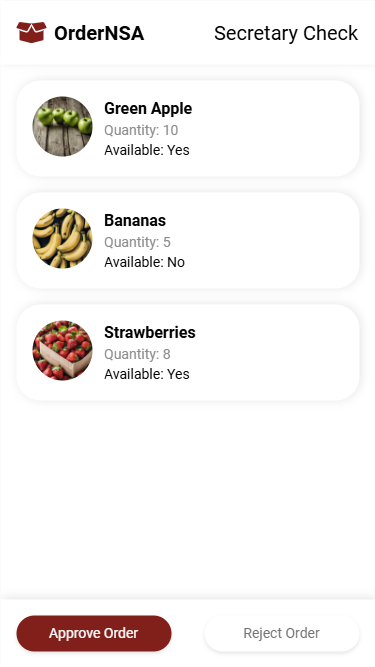 OrderNSA
Secretary Check
Green Apple
Quantity: 10
Available: Yes
Bananas
Quantity: 5
Available: No
Strawberries
Quantity: 8
Available: Yes
Approve Order
Reject Order